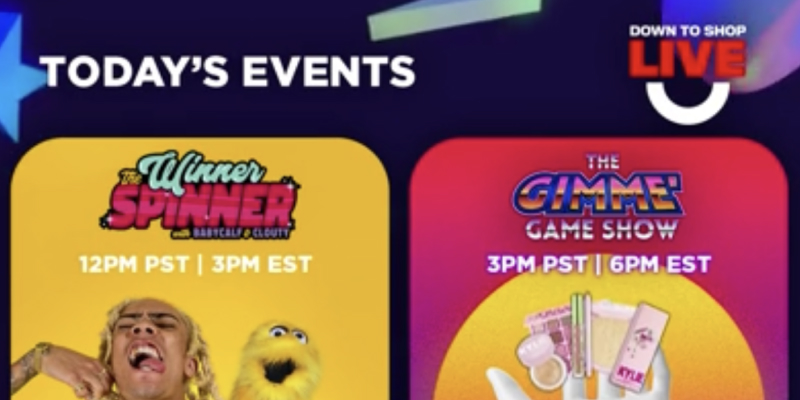 TODAY'S EVENTS
DOWN TO SHOP
LIVE
The Winner
SPINNER
with BABYCALF & CLOUTY
12PM PST | 3PM EST
THE
GIMME'
GAME SHOW
3PM PST | 6PM EST
KYLIE
KYLIE